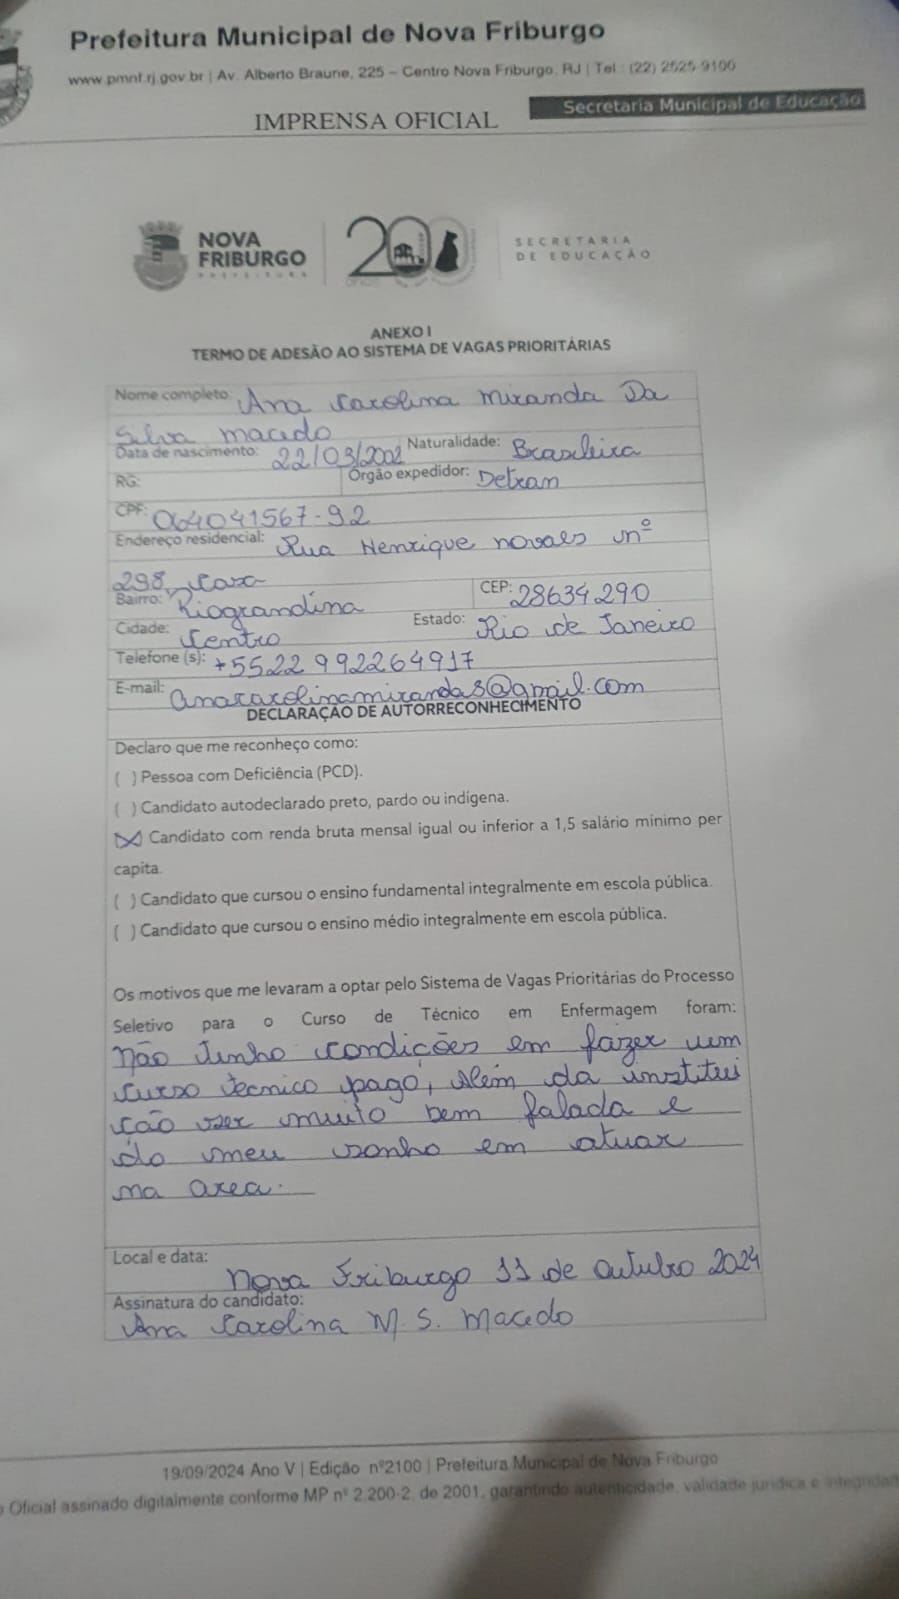 Prefeitura Municipal de Nova Friburgo
www.pmnf.rj.gov.br | Av. Alberto Braune, 225 – Centro Nova Friburgo, RJ | Tel.: (22) 2525-9100
Secretaria Municipal de Educação
IMPRENSA OFICIAL
NOVA FRIBURGO PREFEITURA
200
SECRETARIA DE EDUCAÇÃO
ANEXO I
TERMO DE ADESÃO AO SISTEMA DE VAGAS PRIORITÁRIAS
Nome completo: Ana Carolina Miranda Da
Silva Macedo
Data de nascimento: 22/03/2002 Naturalidade: Brasileira
RG: Órgão expedidor: Detran
CPF: 064041567-92
Endereço residencial: Rua Henrique novaes nº
298, Casa
Bairro: Riograndina CEP: 28634290
Cidade: Centro Estado: Rio de Janeiro
Telefone (s): +5522 992264917
E-mail: anacarolinamiranda8@gmail.com
DECLARAÇÃO DE AUTORRECONHECIMENTO
Declaro que me reconheço como:
( ) Pessoa com Deficiência (PCD).
( ) Candidato autodeclarado preto, pardo ou indígena.
(X) Candidato com renda bruta mensal igual ou inferior a 1,5 salário mínimo per
capita.
( ) Candidato que cursou o ensino fundamental integralmente em escola pública.
( ) Candidato que cursou o ensino médio integralmente em escola pública.
Os motivos que me levaram a optar pelo Sistema de Vagas Prioritárias do Processo
Seletivo para o Curso de Técnico em Enfermagem foram:
não tenho condições em fazer um
curso técnico pago, Além da institui
ção ser muito bem falada e
do meu sonho em atuar
na area.
Local e data: Nova Friburgo 11 de outubro 2024
Assinatura do candidato:
Ana Carolina M. S. Macedo
19/09/2024 Ano V | Edição nº2100 | Prefeitura Municipal de Nova Friburgo
o Oficial assinado digitalmente conforme MP nº 2.200-2, de 2001, garantindo autenticidade, validade jurídica e integridad